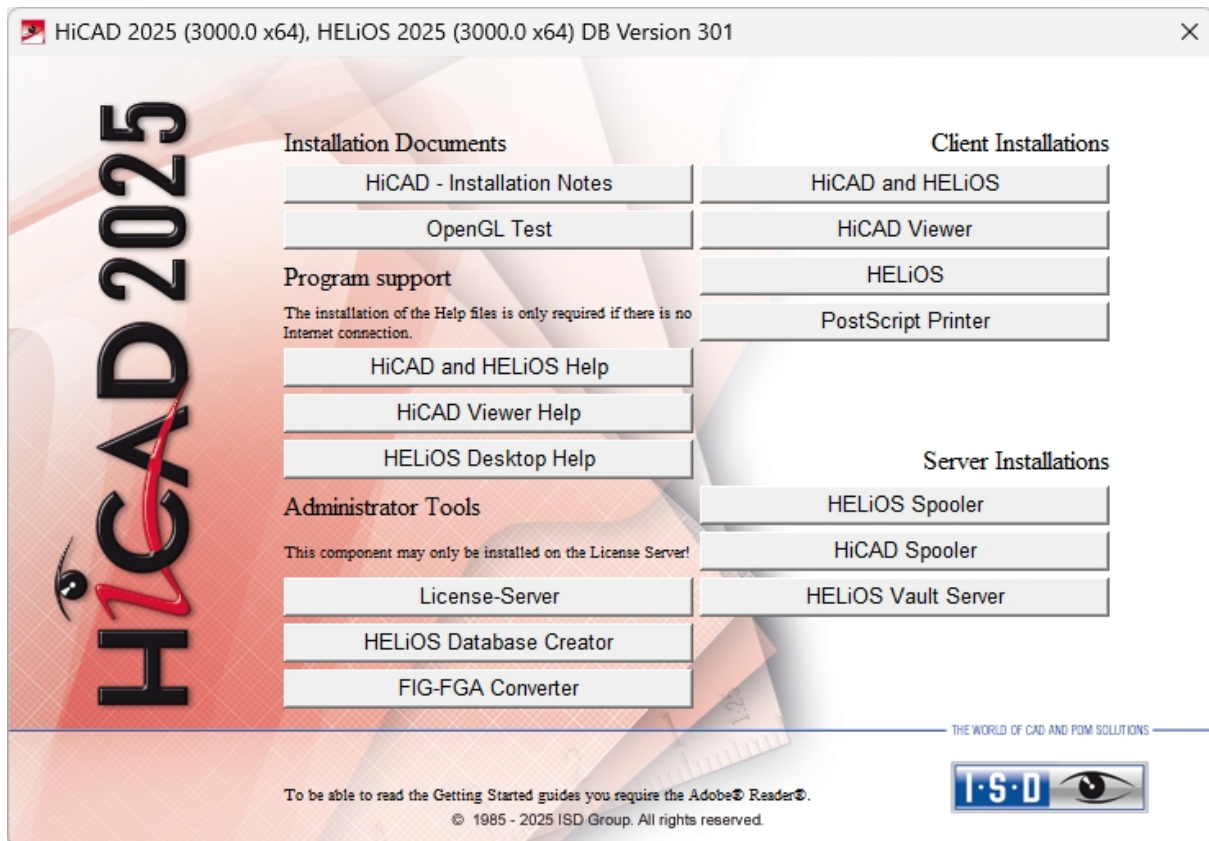 HiCAD 2025 (3000.0 x64), HELiOS 2025 (3000.0 x64) DB Version 301
HiCAD 2025
Installation Documents
HiCAD - Installation Notes
OpenGL Test
Program support
The installation of the Help files is only required if there is no
Internet connection.
HiCAD and HELiOS Help
HiCAD Viewer Help
HELiOS Desktop Help
Administrator Tools
This component may only be installed on the License Server!
License-Server
HELiOS Database Creator
FIG-FGA Converter
Client Installations
HiCAD and HELiOS
HiCAD Viewer
HELiOS
PostScript Printer
Server Installations
HELiOS Spooler
HiCAD Spooler
HELiOS Vault Server
THE WORLD OF CAD AND PDM SOLUTIONS
I·S·D
To be able to read the Getting Started guides you require the Adobe® Reader®.
© 1985 - 2025 ISD Group. All rights reserved.